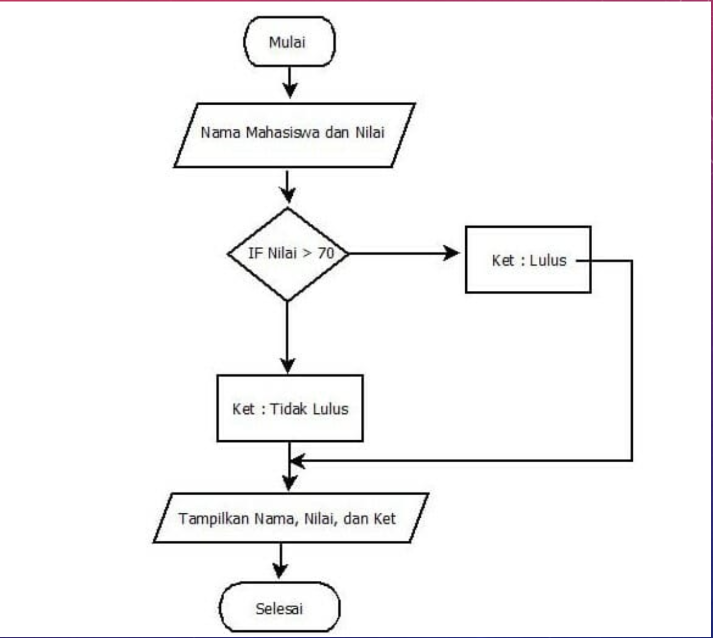 Mulai
Nama Mahasiswa dan Nilai
IF Nilai > 70
Ket : Lulus
Ket : Tidak Lulus
Tampilkan Nama, Nilai, dan Ket
Selesai